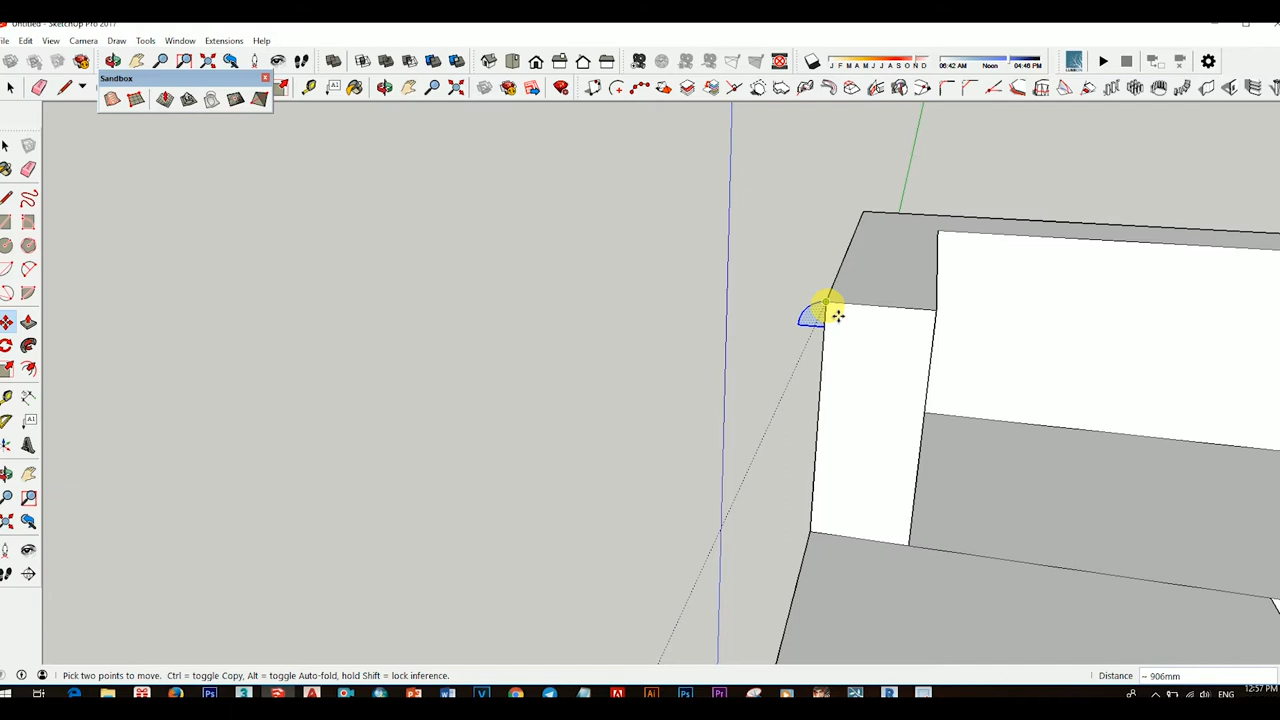 Untitled - SketchUp Pro 2017
File Edit View Camera Draw Tools Window Extensions Help
J F M A M J J A S O N D
06:42 AM Noon 04:46 PM
Sandbox
A1
A1
Pick two points to move. Ctrl = toggle Copy, Alt = toggle Auto-fold, hold Shift = lock inference.
Distance ~ 906mm
ENG
12:57 PM